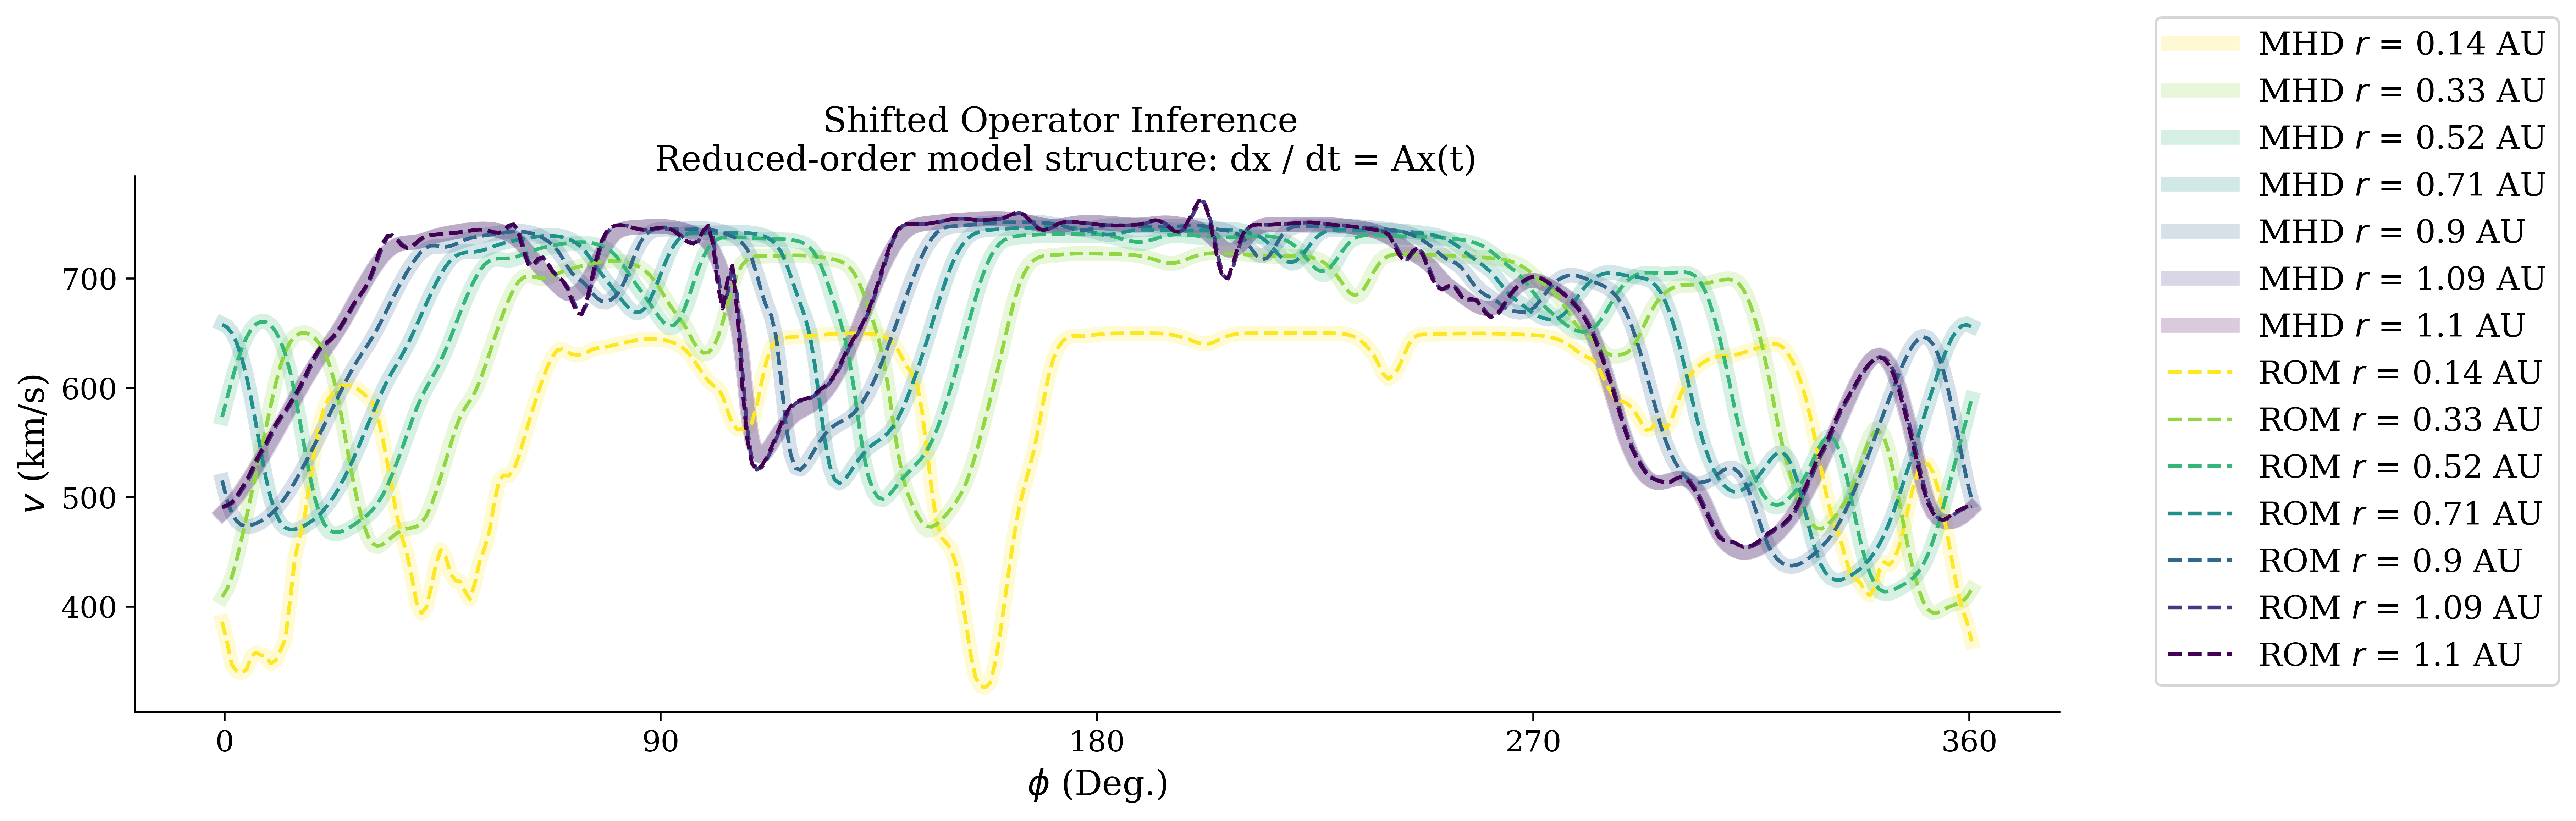 Shifted Operator Inference
Reduced-order model structure: dx / dt = Ax(t)
v (km/s)
700
600
500
400
0
90
180
270
360
ϕ (Deg.)
MHD r = 0.14 AU
MHD r = 0.33 AU
MHD r = 0.52 AU
MHD r = 0.71 AU
MHD r = 0.9 AU
MHD r = 1.09 AU
MHD r = 1.1 AU
ROM r = 0.14 AU
ROM r = 0.33 AU
ROM r = 0.52 AU
ROM r = 0.71 AU
ROM r = 0.9 AU
ROM r = 1.09 AU
ROM r = 1.1 AU